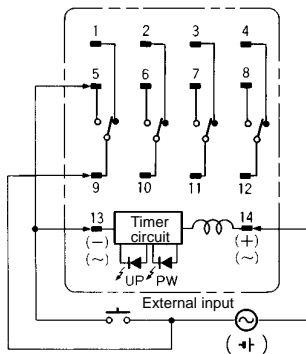 1 2 3 4
5 6 7 8
9 10 11 12
13 Timer circuit 14
(−) (+)
(~) (~)
UP PW
External input